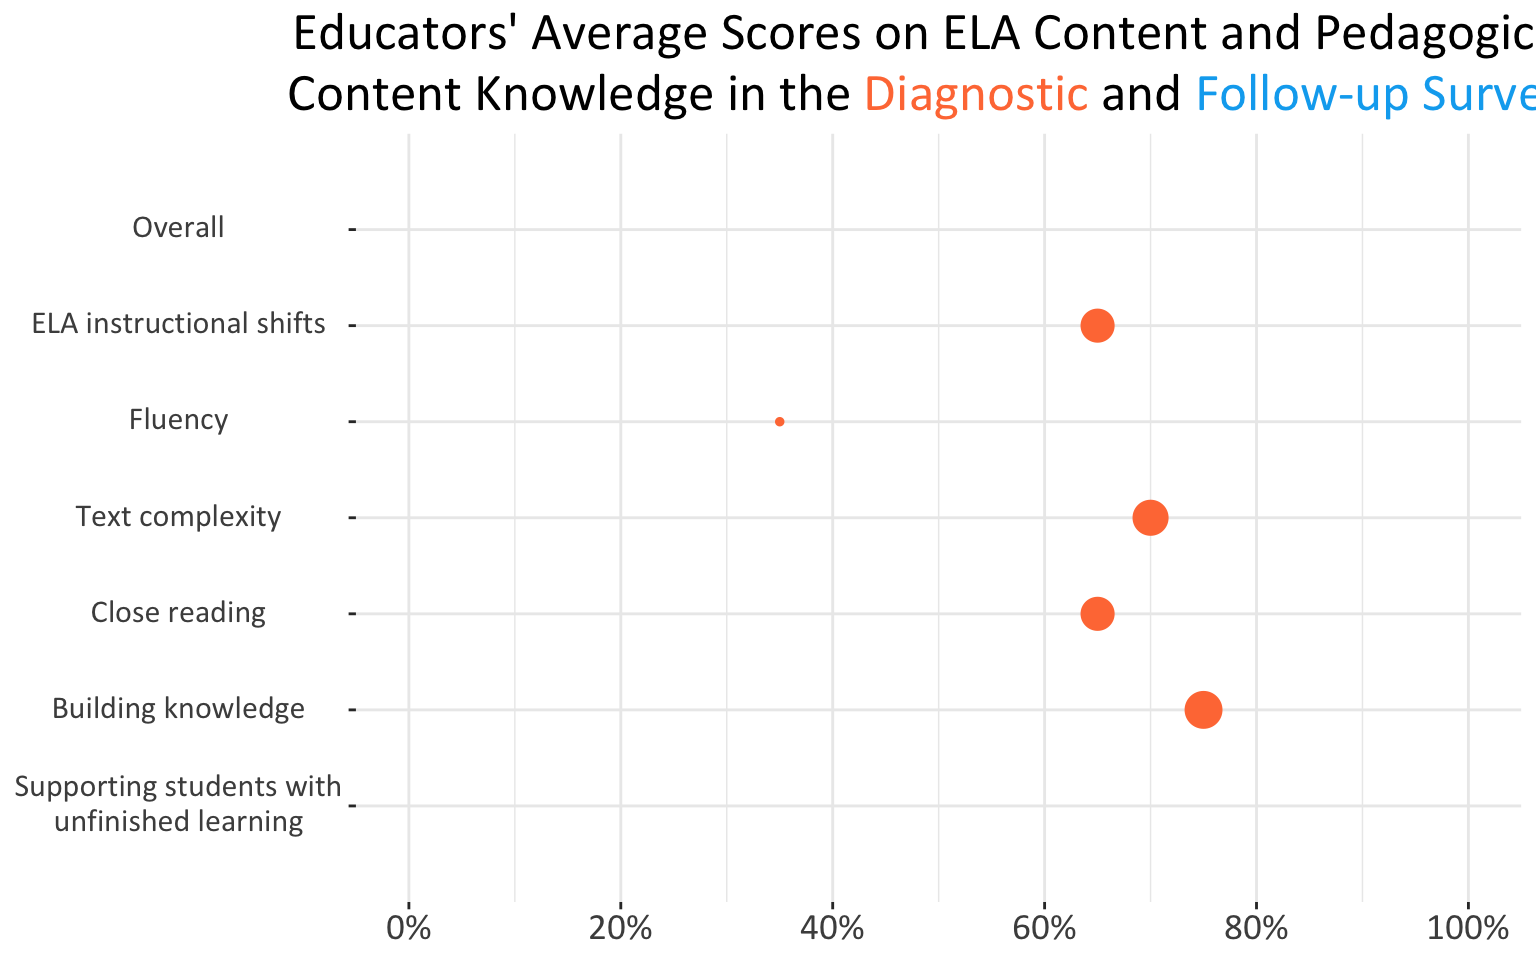 Educators' Average Scores on ELA Content and Pedagogic
Content Knowledge in the Diagnostic and Follow-up Surve
Overall
ELA instructional shifts
Fluency
Text complexity
Close reading
Building knowledge
Supporting students with
unfinished learning
0% 20% 40% 60% 80% 100%